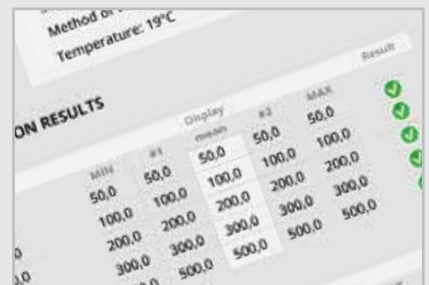 Method of
Temperature: 19°C
ON RESULTS
Display
Result
MIN #1 mean #2 MAX
50,0 50,0 50,0 50,0 50,0
100,0 100,0 100,0 100,0 100,0
200,0 200,0 200,0 200,0 200,0
300,0 300,0 300,0 300,0 300,0
500,0 500,0 500,0 500,0